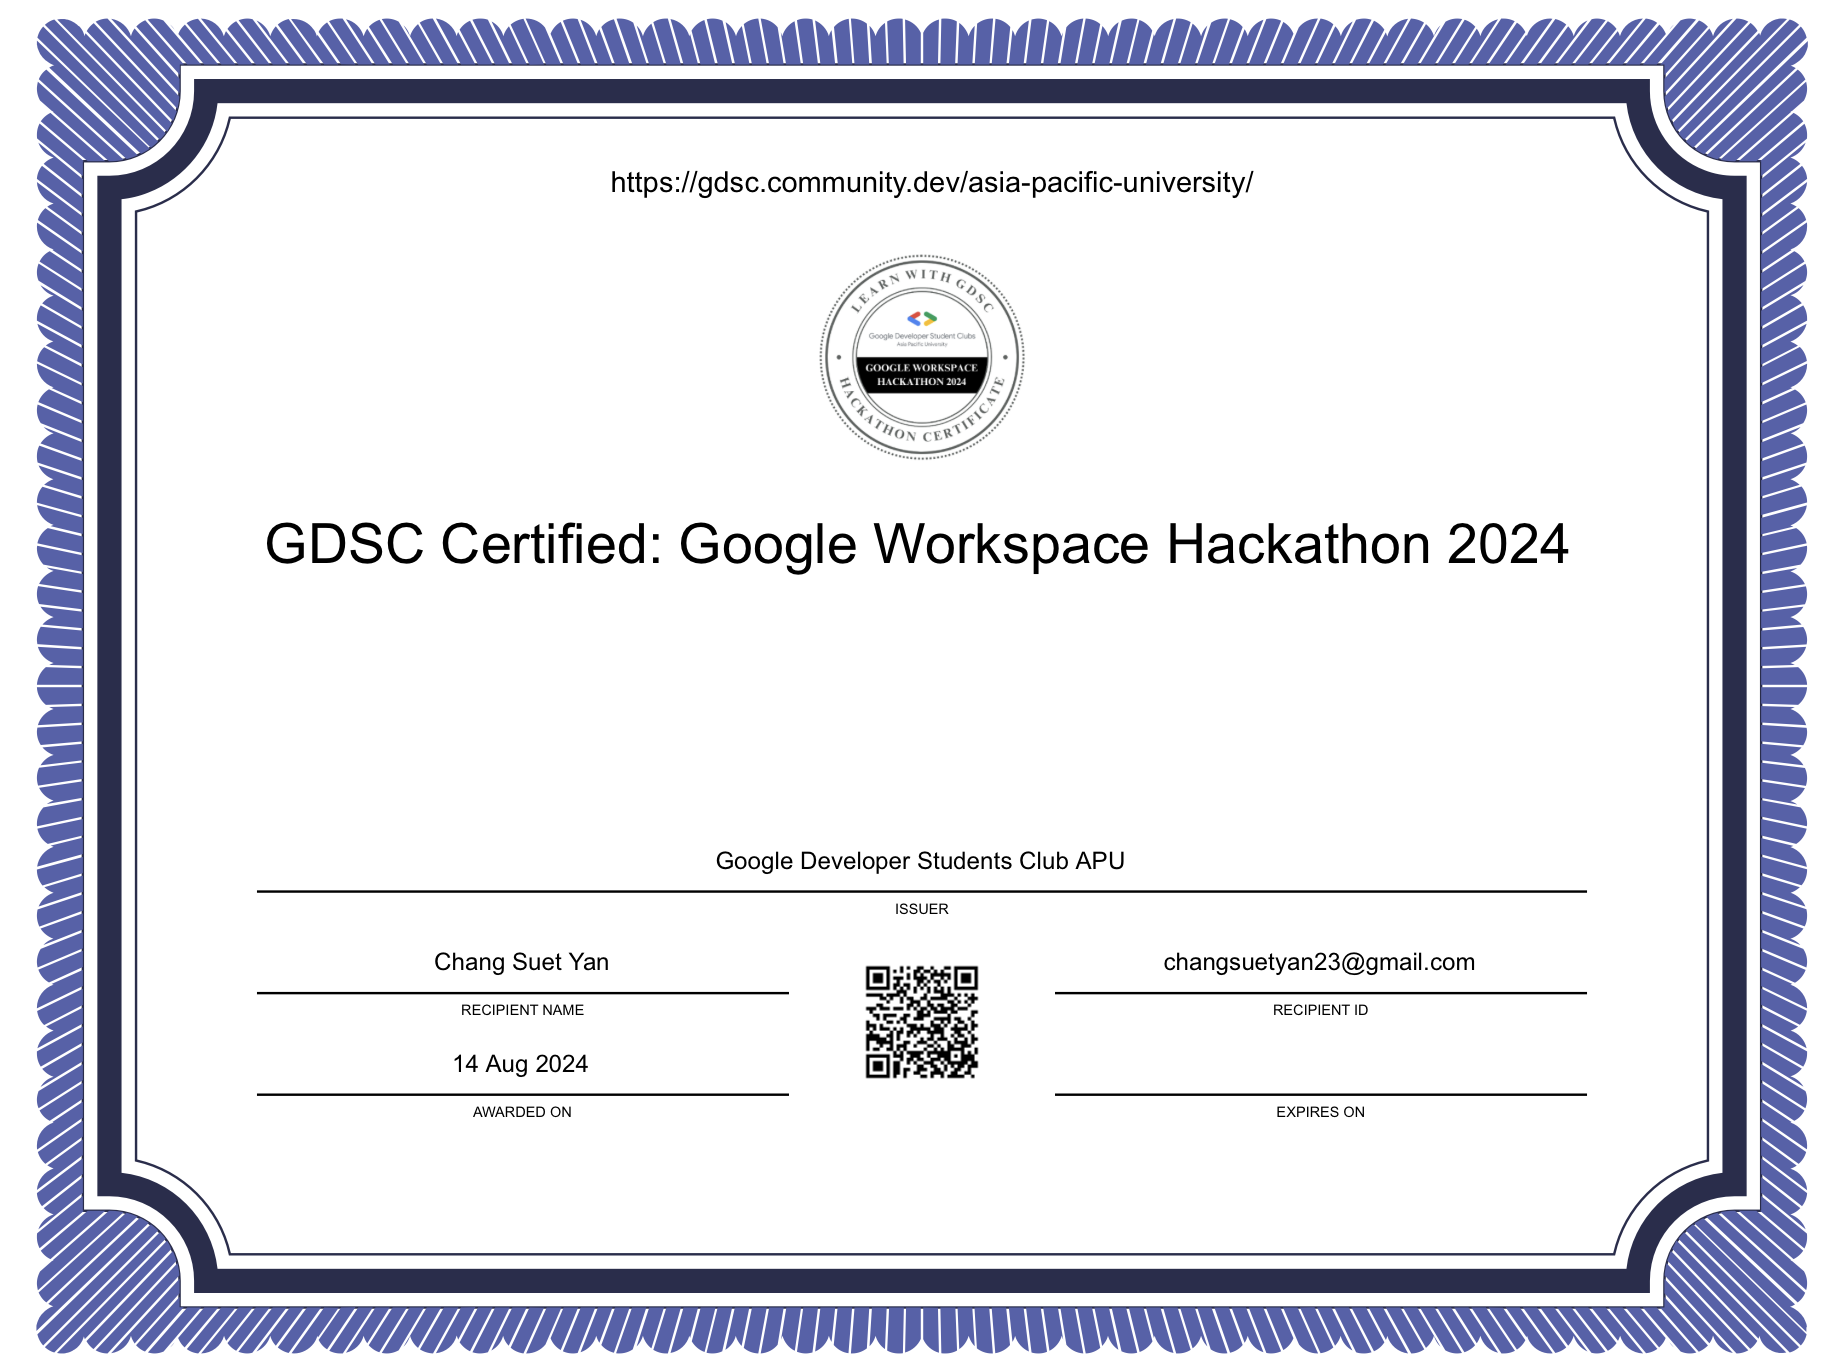 https://gdsc.community.dev/asia-pacific-university/
LEARN WITH GDSC
Google Developer Student Clubs
Asia Pacific University
GOOGLE WORKSPACE
HACKATHON 2024
HACKATHON CERTIFICATE
GDSC Certified: Google Workspace Hackathon 2024
Google Developer Students Club APU
ISSUER
Chang Suet Yan
RECIPIENT NAME
changsuetyan23@gmail.com
RECIPIENT ID
14 Aug 2024
AWARDED ON
EXPIRES ON